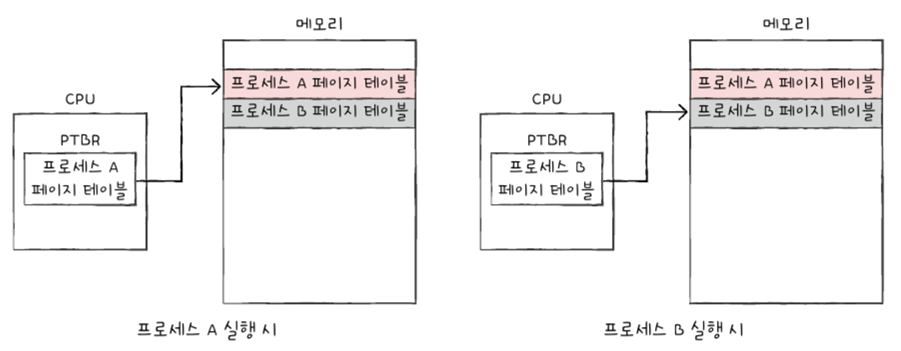 메모리
프로세스 A 페이지 테이블
프로세스 B 페이지 테이블
CPU
PTBR
프로세스 A
페이지 테이블
프로세스 A 실행 시
메모리
프로세스 A 페이지 테이블
프로세스 B 페이지 테이블
CPU
PTBR
프로세스 B
페이지 테이블
프로세스 B 실행 시